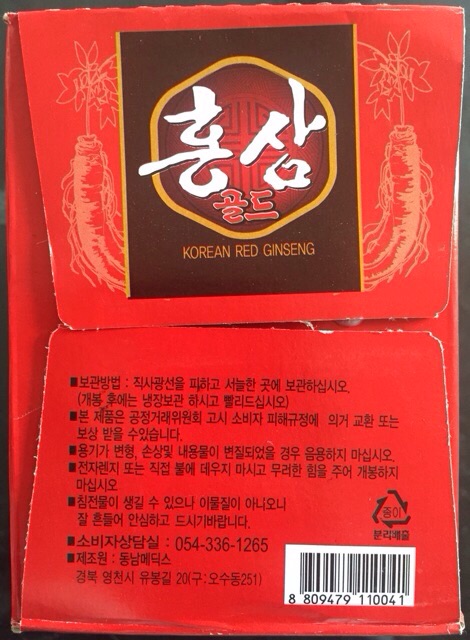 홍삼
골드
KOREAN RED GINSENG
■보관방법 : 직사광선을 피하고 서늘한 곳에 보관하십시오.
(개봉 후에는 냉장보관 하시고 빨리드십시오)
■본 제품은 공정거래위원회 고시 소비자 피해규정에 의거 교환 또는
보상 받을 수있습니다.
■용기가 변형, 손상및 내용물이 변질되었을 경우 음용하지 마십시오.
■전자렌지 또는 직접 불에 데우지 마시고 무리한 힘을 주어 개봉하지
마십시오
■침전물이 생길 수 있으나 이물질이 아니오니
잘 흔들어 안심하고 드시기바랍니다.
■소비자상담실 : 054-336-1265
■제조원 : 동남메딕스
경북 영천시 유봉길 20(구:오수동251)
종이
분리배출
8 809479 110041